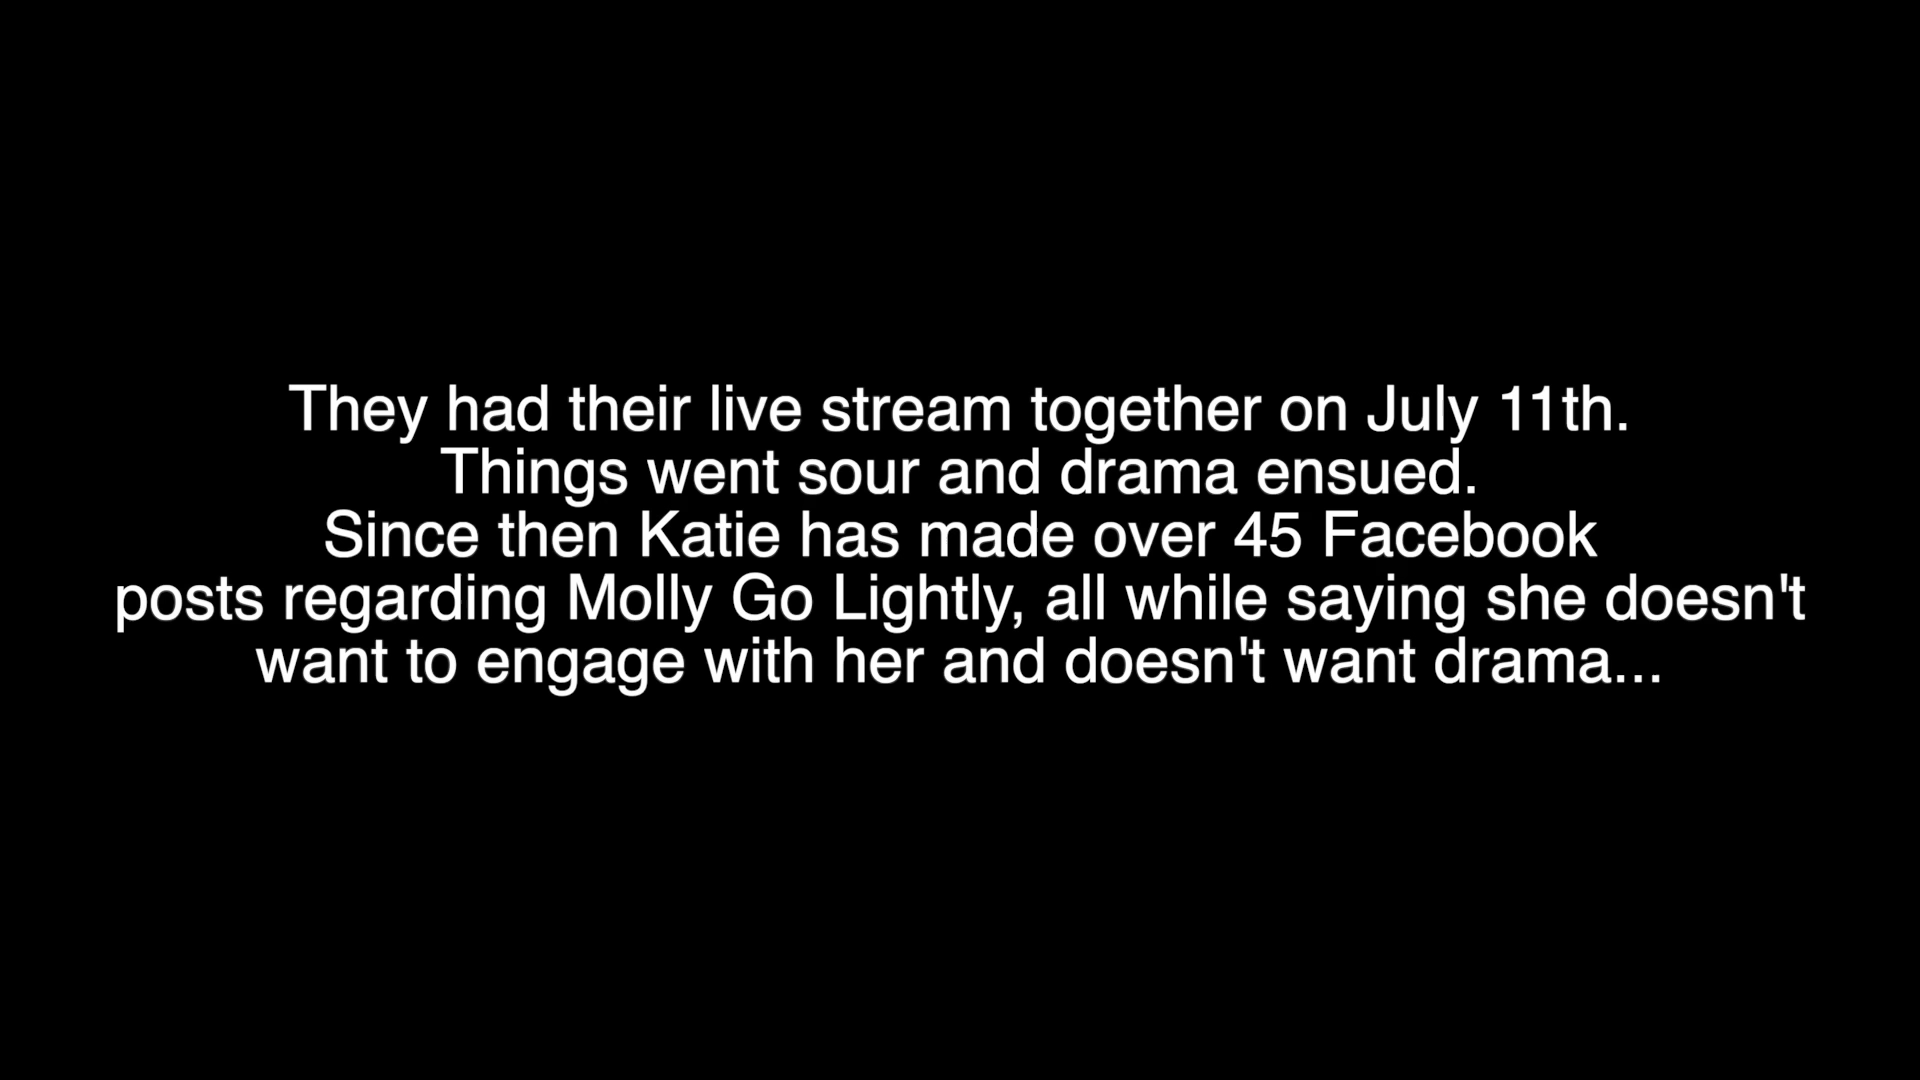 They had their live stream together on July 11th.
Things went sour and drama ensued.
Since then Katie has made over 45 Facebook
posts regarding Molly Go Lightly, all while saying she doesn't
want to engage with her and doesn't want drama...